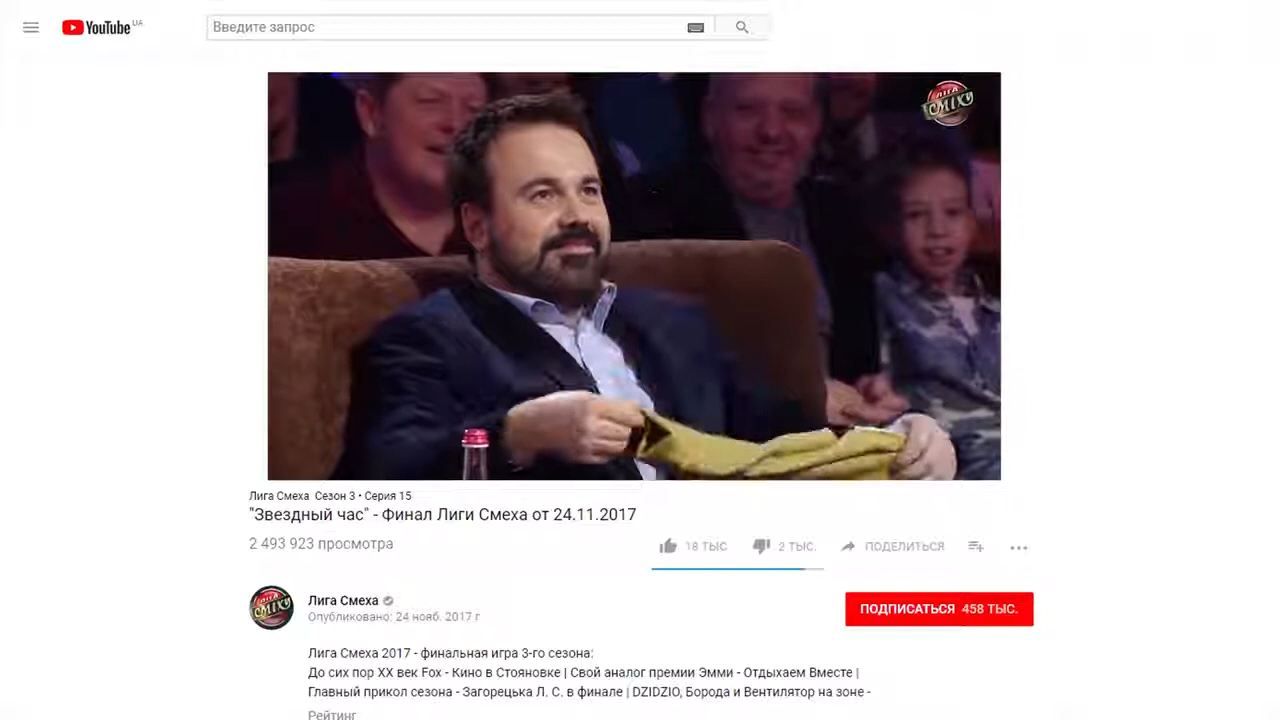 YouTube UA
Введите запрос
ЛІГА
СМІХУ
Лига Смеха Сезон 3 • Серия 15
"Звездный час" - Финал Лиги Смеха от 24.11.2017
2 493 923 просмотра
18 ТЫС
2 ТЫС.
ПОДЕЛИТЬСЯ
ЛІГА
СМІХУ
Лига Смеха
Опубликовано: 24 нояб. 2017 г
ПОДПИСАТЬСЯ 458 ТЫС.
Лига Смеха 2017 - финальная игра 3-го сезона:
До сих пор XX век Fox - Кино в Стояновке | Свой аналог премии Эмми - Отдыхаем Вместе |
Главный прикол сезона - Загорецька Л. С. в финале | DZIDZIO, Борода и Вентилятор на зоне -
Рейтинг